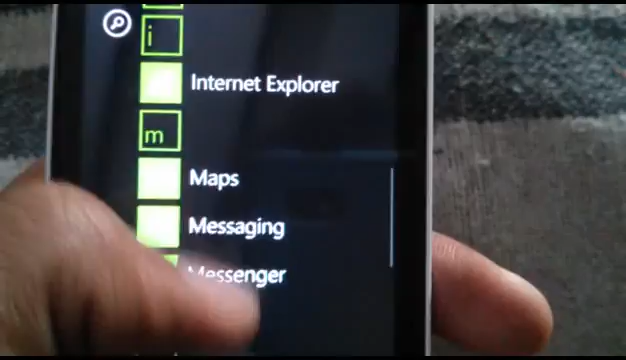 i
Internet Explorer
m
Maps
Messaging
Messenger